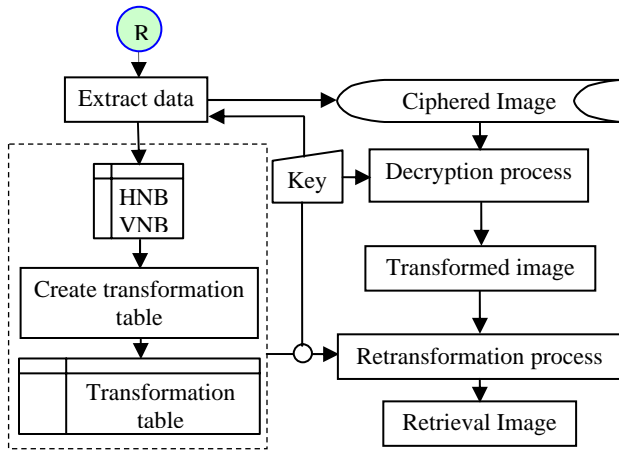 R
Extract data
Ciphered Image
HNB
VNB
Key
Decryption process
Create transformation
table
Transformed image
Transformation
table
Retransformation process
Retrieval Image